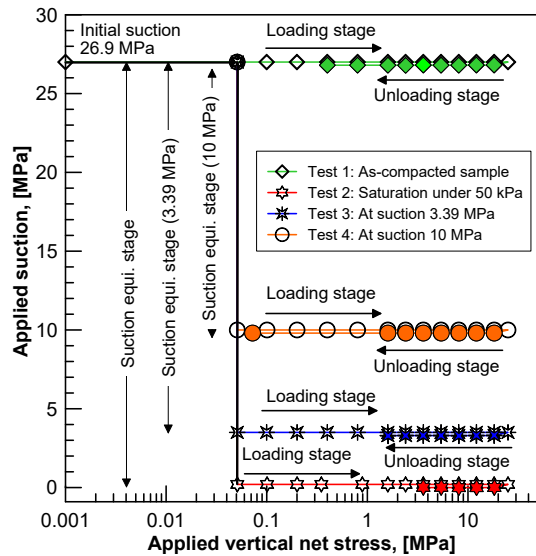 Initial suction
26.9 MPa
Loading stage
Unloading stage
Test 1: As-compacted sample
Test 2: Saturation under 50 kPa
Test 3: At suction 3.39 MPa
Test 4: At suction 10 MPa
Suction equi. stage
Suction equi. stage (3.39 MPa)
Suction equi. stage (10 MPa)
Loading stage
Unloading stage
Loading stage
Loading stage
Unloading stage
30
25
20
15
10
5
0
Applied suction, [MPa]
0.001
0.01
0.1
1
10
Applied vertical net stress, [MPa]